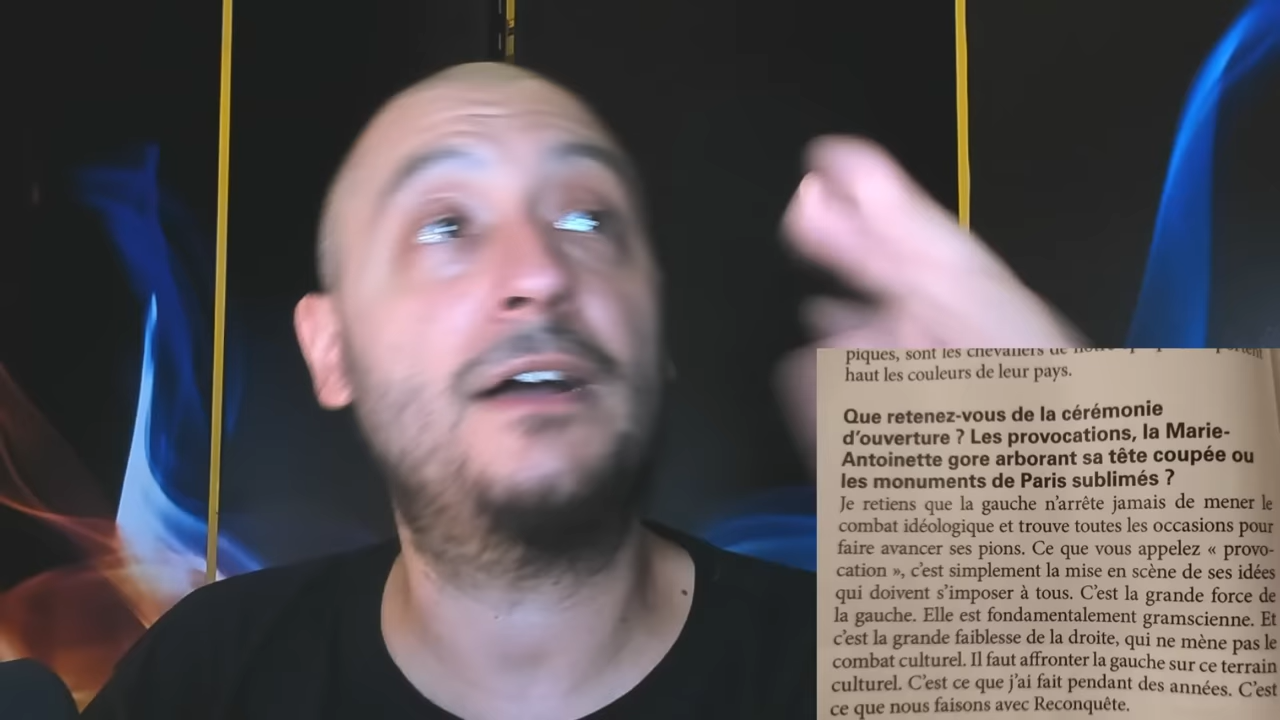 piques, sont les chevaliers de
haut les couleurs de leur pays.
Que retenez-vous de la cérémonie
d'ouverture ? Les provocations, la Marie-
Antoinette gore arborant sa tête coupée ou
les monuments de Paris sublimés ?
Je retiens que la gauche n'arrête jamais de mener le
combat idéologique et trouve toutes les occasions pour
faire avancer ses pions. Ce que vous appelez « provo-
cation », c'est simplement la mise en scène de ses idées
qui doivent s'imposer à tous. C'est la grande force de
la gauche. Elle est fondamentalement gramscienne. Et
c'est la grande faiblesse de la droite, qui ne mène pas le
combat culturel. Il faut affronter la gauche sur ce terrain
culturel. C'est ce que j'ai fait pendant des années. C'est
ce que nous faisons avec Reconquête.